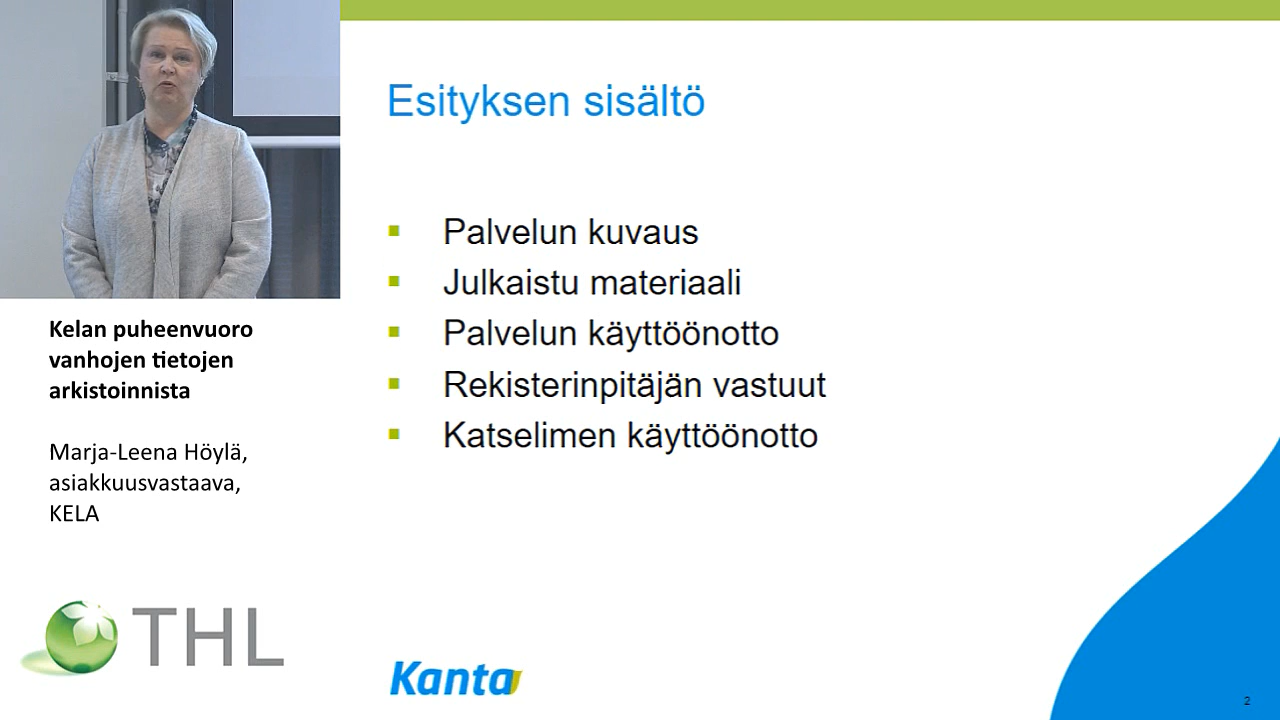 Esityksen sisältö
Palvelun kuvaus
Julkaistu materiaali
Palvelun käyttöönotto
Rekisterinpitäjän vastuut
Katselimen käyttöönotto
Kelan puheenvuoro
vanhojen tietojen
arkistoinnista
Marja-Leena Höylä,
asiakkuusvastaava,
KELA
THL
Kanta
2